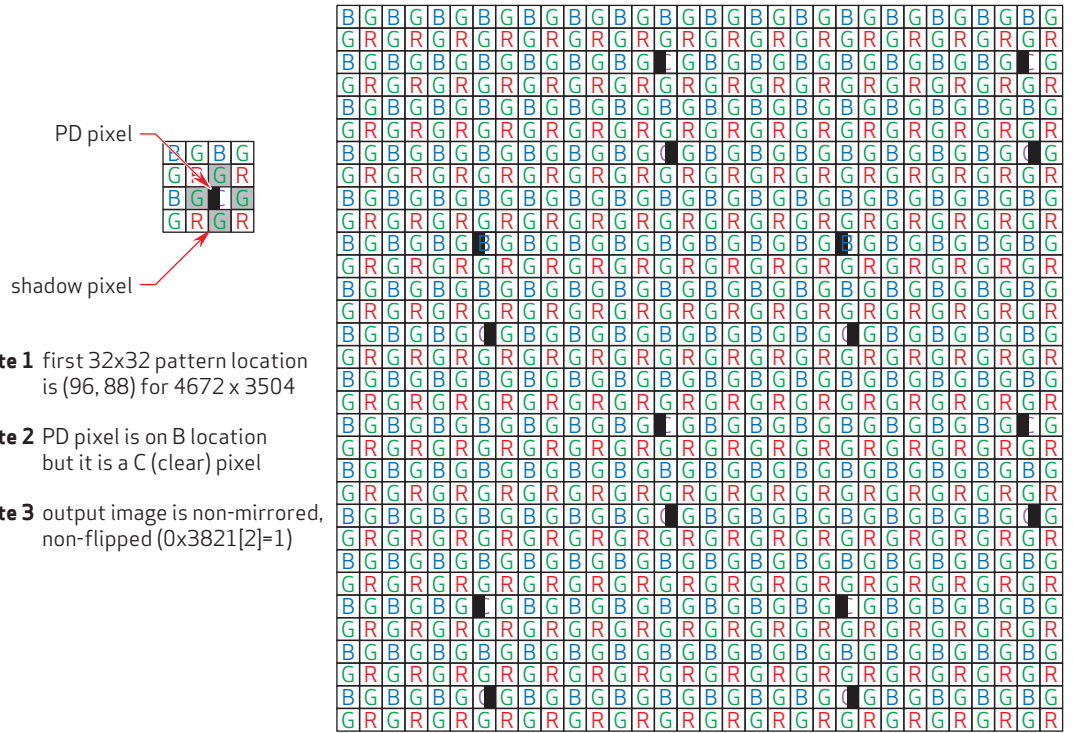 PD pixel
B G B G
G R G R
B G C G
G R G R
shadow pixel
te 1 first 32x32 pattern location
is (96, 88) for 4672 x 3504
te 2 PD pixel is on B location
but it is a C (clear) pixel
te 3 output image is non-mirrored,
non-flipped (0x3821[2]=1)
B G B G B G B G B G B G B G B G B G B G B G B G B G B G B G B G
G R G R G R G R G R G R G R G R G R G R G R G R G R G R G R G R
B G B G B G B G B G B G B G C G B G B G B G B G B G B G B G C G
G R G R G R G R G R G R G R G R G R G R G R G R G R G R G R G R
B G B G B G B G B G B G B G B G B G B G B G B G B G B G B G B G
G R G R G R G R G R G R G R G R G R G R G R G R G R G R G R G R
B G B G B G B G B G B G B G C G B G B G B G B G B G B G B G C G
G R G R G R G R G R G R G R G R G R G R G R G R G R G R G R G R
B G B G B G B G B G B G B G B G B G B G B G B G B G B G B G B G
G R G R G R G R G R G R G R G R G R G R G R G R G R G R G R G R
B G B G B G B G B G B G B G B G B G B G B G B G B G B G B G B G
G R G R G R G R G R G R G R G R G R G R G R G R G R G R G R G R
B G B G B G B G B G B G B G B G B G B G B G B G B G B G B G B G
G R G R G R G R G R G R G R G R G R G R G R G R G R G R G R G R
B G B G B G C G B G B G B G B G B G B G B G C G B G B G B G B G
G R G R G R G R G R G R G R G R G R G R G R G R G R G R G R G R
B G B G B G B G B G B G B G B G B G B G B G B G B G B G B G B G
G R G R G R G R G R G R G R G R G R G R G R G R G R G R G R G R
B G B G B G B G B G B G B G C G B G B G B G B G B G B G B G C G
G R G R G R G R G R G R G R G R G R G R G R G R G R G R G R G R
B G B G B G B G B G B G B G B G B G B G B G B G B G B G B G B G
G R G R G R G R G R G R G R G R G R G R G R G R G R G R G R G R
B G B G B G B G B G B G B G C G B G B G B G B G B G B G B G C G
G R G R G R G R G R G R G R G R G R G R G R G R G R G R G R G R
B G B G B G B G B G B G B G B G B G B G B G B G B G B G B G B G
G R G R G R G R G R G R G R G R G R G R G R G R G R G R G R G R
B G B G B G C G B G B G B G B G B G B G B G C G B G B G B G B G
G R G R G R G R G R G R G R G R G R G R G R G R G R G R G R G R
B G B G B G B G B G B G B G B G B G B G B G B G B G B G B G B G
G R G R G R G R G R G R G R G R G R G R G R G R G R G R G R G R
B G B G B G C G B G B G B G B G B G B G B G C G B G B G B G B G
G R G R G R G R G R G R G R G R G R G R G R G R G R G R G R G R